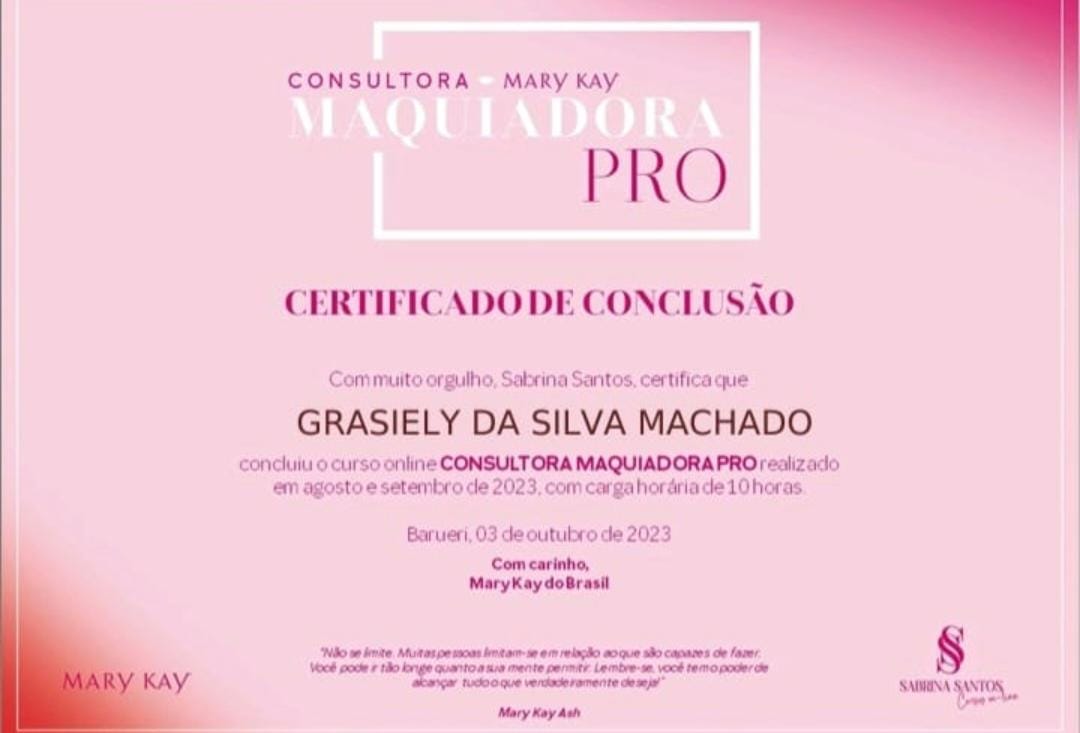 CONSULTORA - MARY KAY
MAQUIADORA
PRO
CERTIFICADO DE CONCLUSÃO
Com muito orgulho, Sabrina Santos, certifica que
GRASIELY DA SILVA MACHADO
concluiu o curso online CONSULTORA MAQUIADORA PRO realizado
em agosto e setembro de 2023, com carga horária de 10 horas.
Barueri, 03 de outubro de 2023
Com carinho,
Mary Kay do Brasil
"Não se limite. Muitas pessoas limitam-se em relação ao que são capazes de fazer.
Você pode ir tão longe quanto a sua mente permitir. Lembre-se, você tem o poder de
alcançar tudo o que verdadeiramente deseja!"
Mary Kay Ash
MARY KAY
SS
SABRINA SANTOS
Cursos on-line